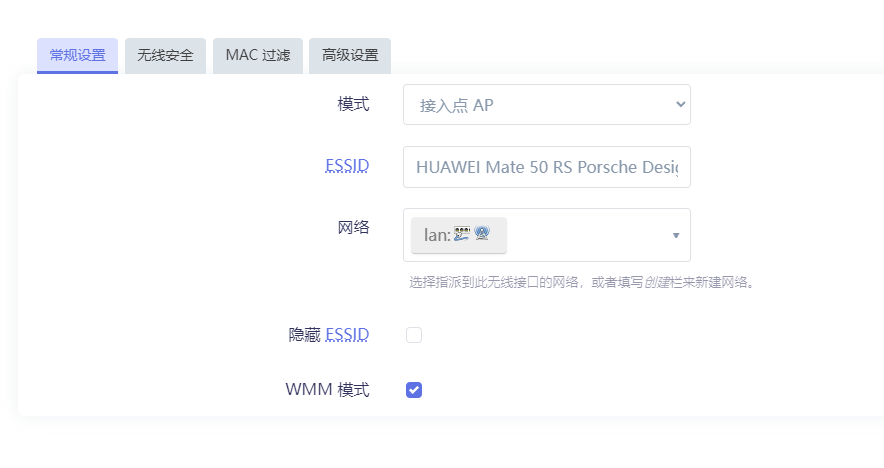 常规设置 无线安全 MAC 过滤 高级设置
模式 接入点 AP
ESSID HUAWEI Mate 50 RS Porsche Desig
网络 lan:
选择指派到此无线接口的网络，或者填写创建栏来新建网络。
隐藏 ESSID
WMM 模式